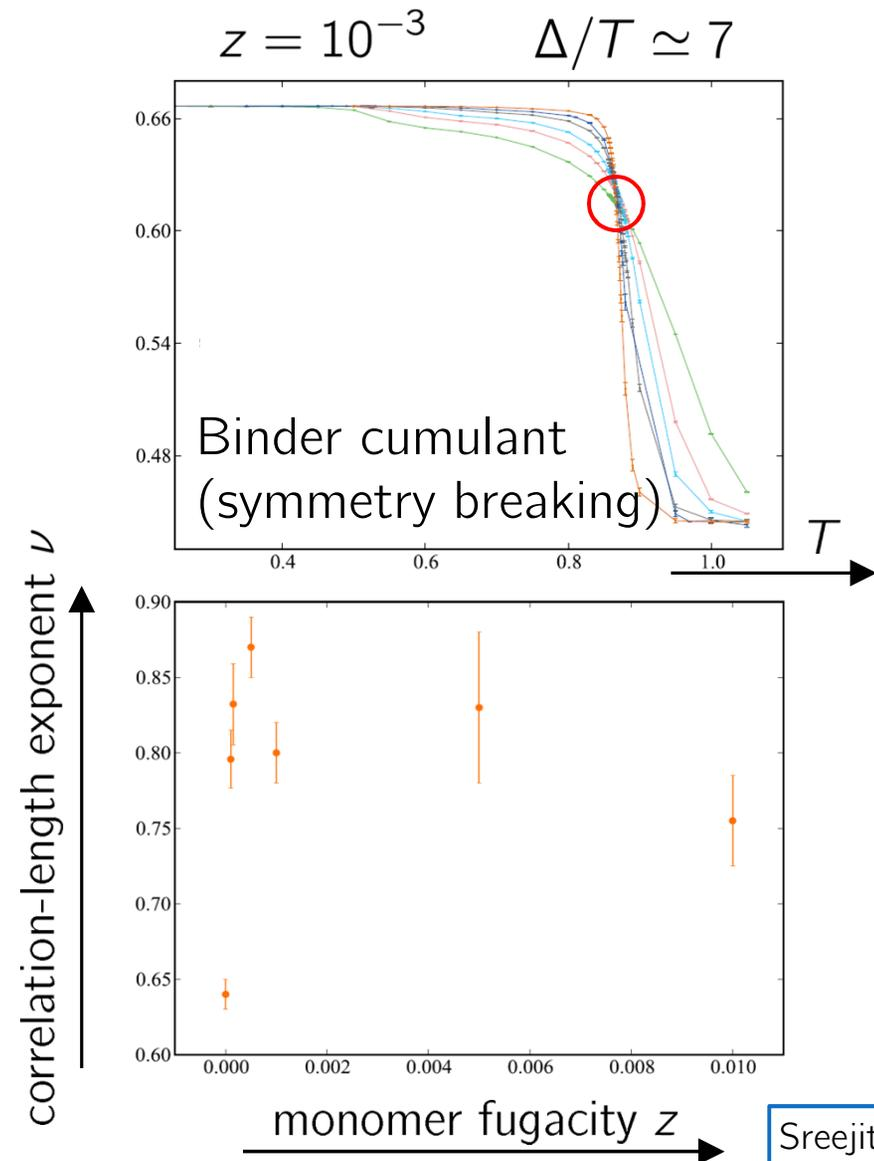 z = 10⁻³
Δ/T ≃ 7
0.66
0.60
0.54
0.48
Binder cumulant
(symmetry breaking)
0.4 0.6 0.8 1.0
T
correlation-length exponent ν
0.90
0.85
0.80
0.75
0.70
0.65
0.60
0.000 0.002 0.004 0.006 0.008 0.010
monomer fugacity z
Sreejit